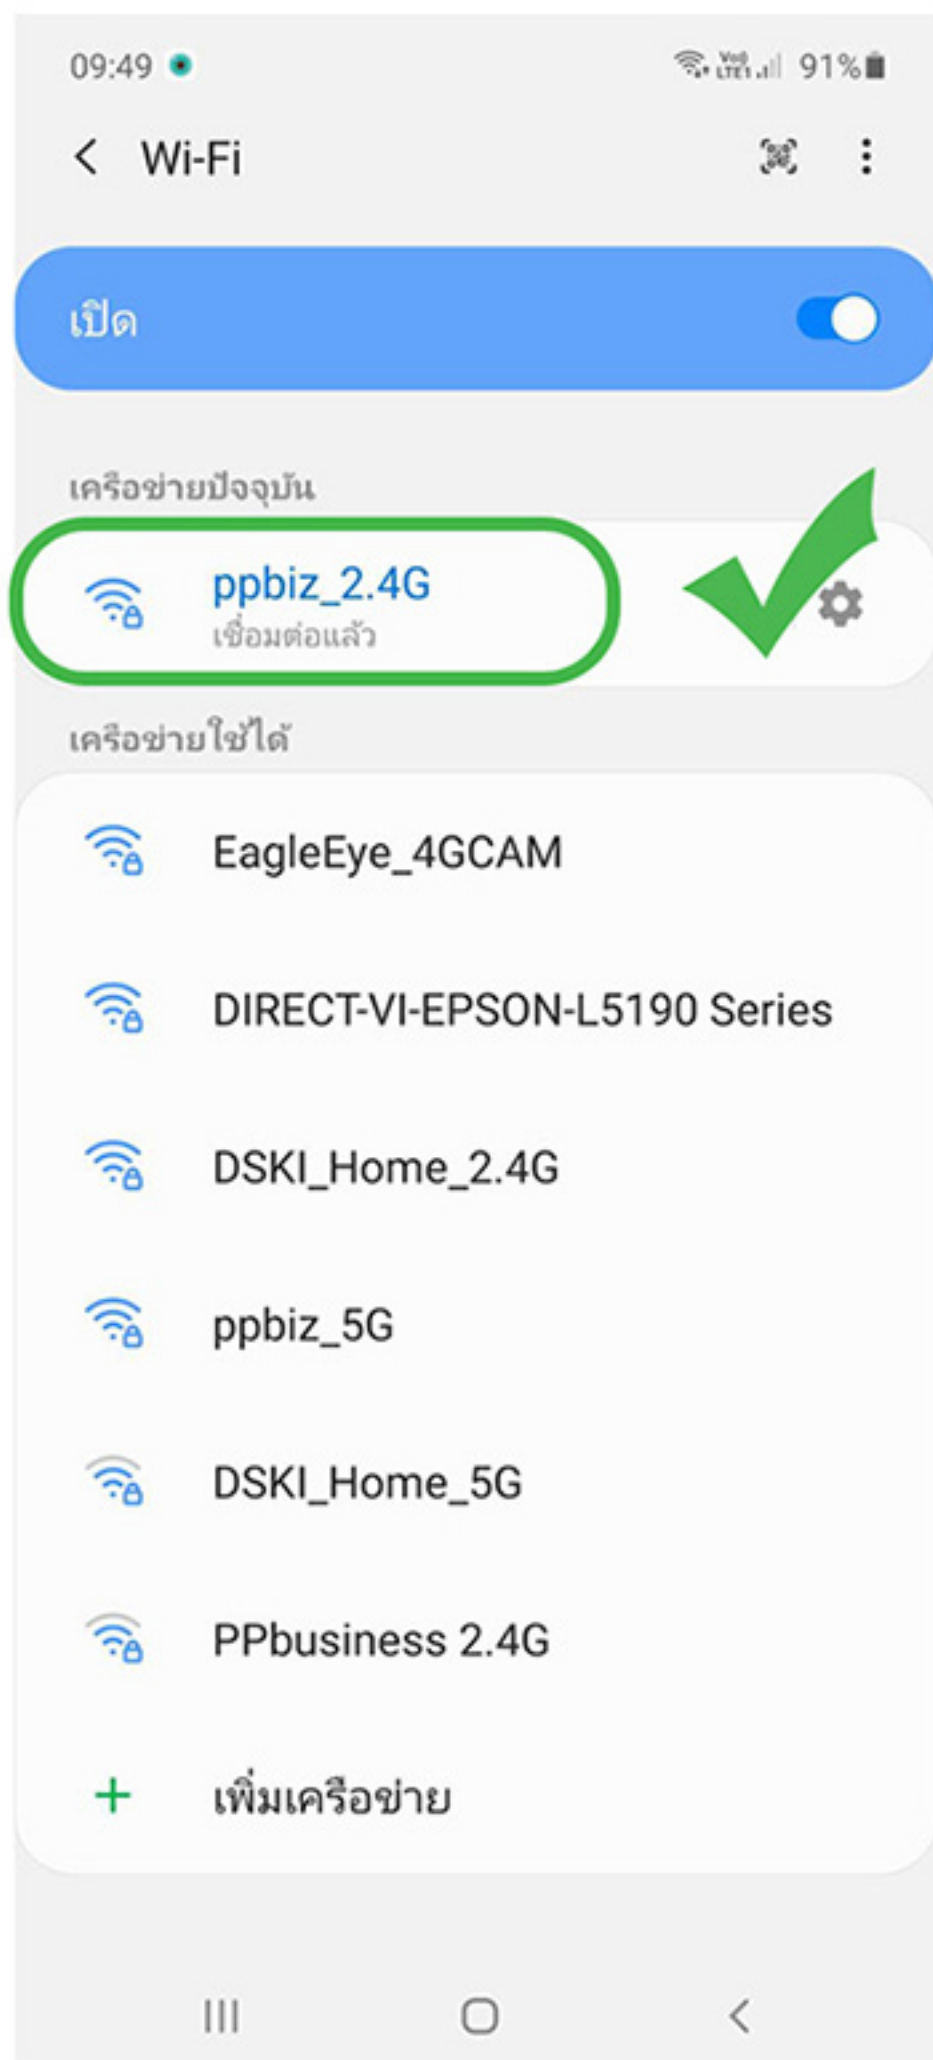 09:49
Vo) LTE1 91%
Wi-Fi
เปิด
เครือข่ายปัจจุบัน
ppbiz_2.4G
เชื่อมต่อแล้ว
เครือข่ายใช้ได้
EagleEye_4GCAM
DIRECT-VI-EPSON-L5190 Series
DSKI_Home_2.4G
ppbiz_5G
DSKI_Home_5G
PPbusiness 2.4G
เพิ่มเครือข่าย